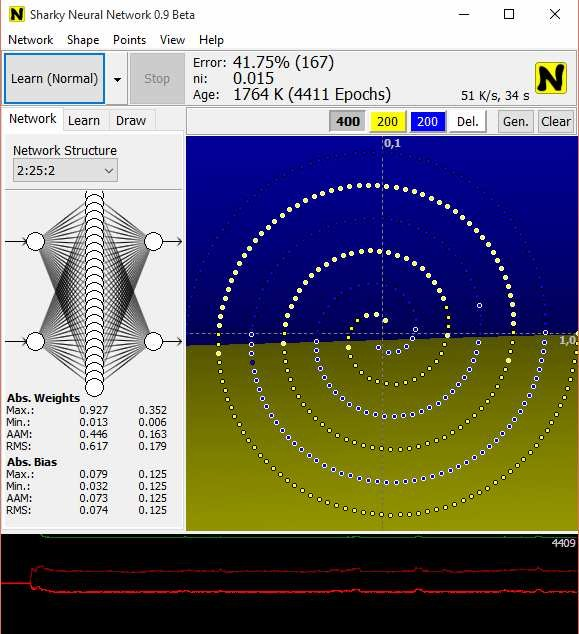 Sharky Neural Network 0.9 Beta
Network Shape Points View Help
Learn (Normal) Stop
Error: 41.75% (167)
ni: 0.015
Age: 1764 K (4411 Epochs)
51 K/s, 34 s
N
Network Learn Draw
400 200 200 Del. Gen. Clear
Network Structure
2:25:2
0,1
1,0
Abs. Weights
Max.: 0.927 0.352
Min.: 0.013 0.006
AAM: 0.446 0.163
RMS: 0.617 0.179
Abs. Bias
Max.: 0.079 0.125
Min.: 0.032 0.125
AAM: 0.073 0.125
RMS: 0.074 0.125
4409